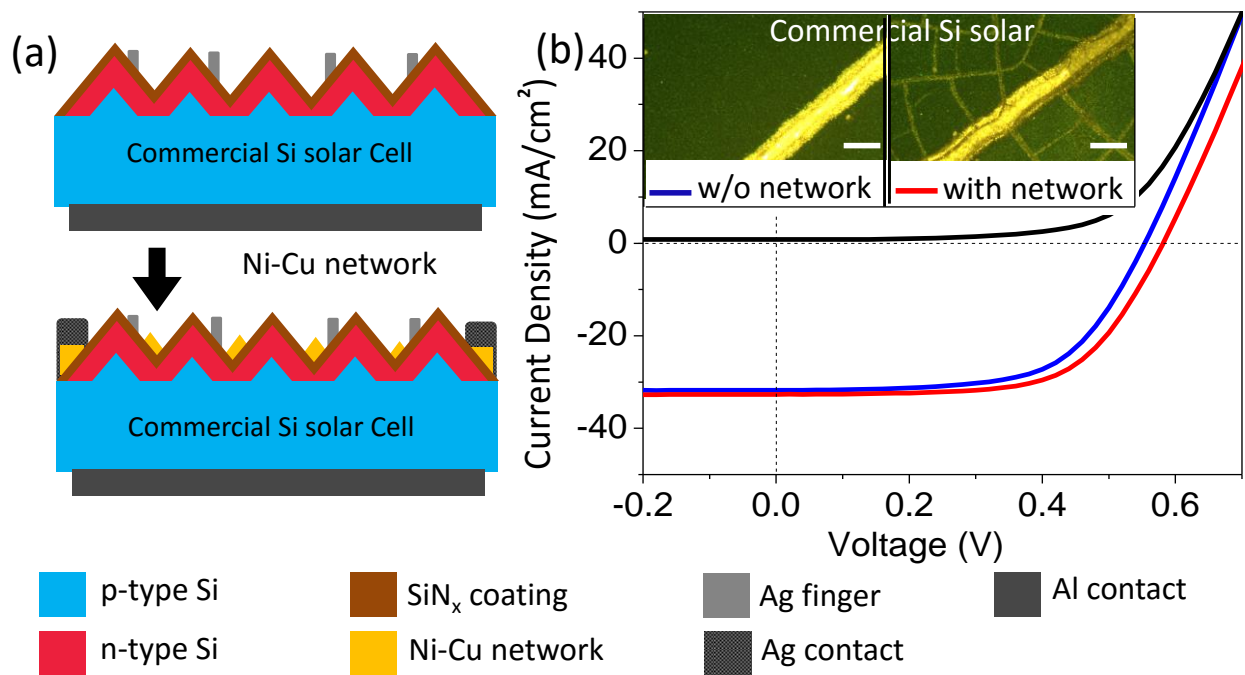 (a)
Commercial Si solar Cell
Ni-Cu network
Commercial Si solar Cell
(b)
Commercial Si solar
w/o network
with network
Current Density (mA/cm²)
40
20
0
-20
-40
-0.2 0.0 0.2 0.4 0.6
Voltage (V)
p-type Si
SiNₓ coating
Ag finger
Al contact
n-type Si
Ni-Cu network
Ag contact